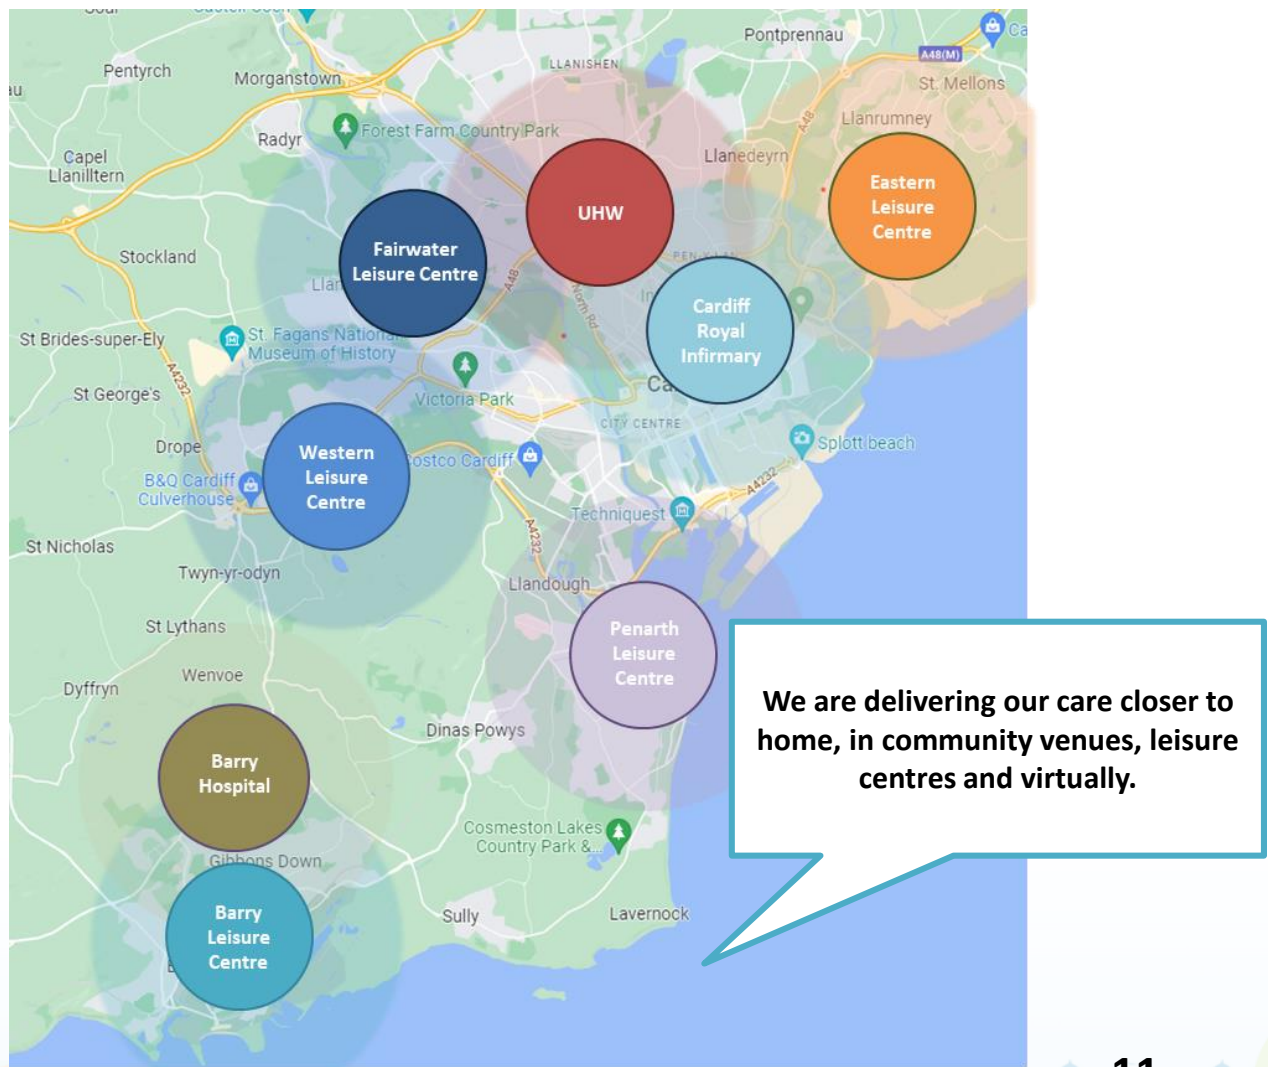 Pontprennau
A48(M)
LLANISHEN
Pentyrch
Morganstown
St. Mellons
Llanrumney
A48
Forest Farm Country Park
Radyr
Llanedeyrn
Capel
Llanilltern
Eastern
Leisure
Centre
UHW
Fairwater
Leisure Centre
Stockland
A48
North Rd
Cardiff
Royal
Infirmary
St Brides-super-Ely
St. Fagans National
Museum of History
A4232
St George's
Victoria Park
CITY CENTRE
Drope
Splott beach
Western
Leisure
Centre
Costco Cardiff
B&Q Cardiff
Culverhouse
A4232
Techniquest
A4232
St Nicholas
Twyn-yr-odyn
Llandough
St Lythans
Penarth
Leisure
Centre
Wenvoe
Dyffryn
Dinas Powys
We are delivering our care closer to
home, in community venues, leisure
centres and virtually.
Barry
Hospital
Cosmeston Lakes
Country Park &...
Gibbons Down
Sully
Lavernock
Barry
Leisure
Centre
11